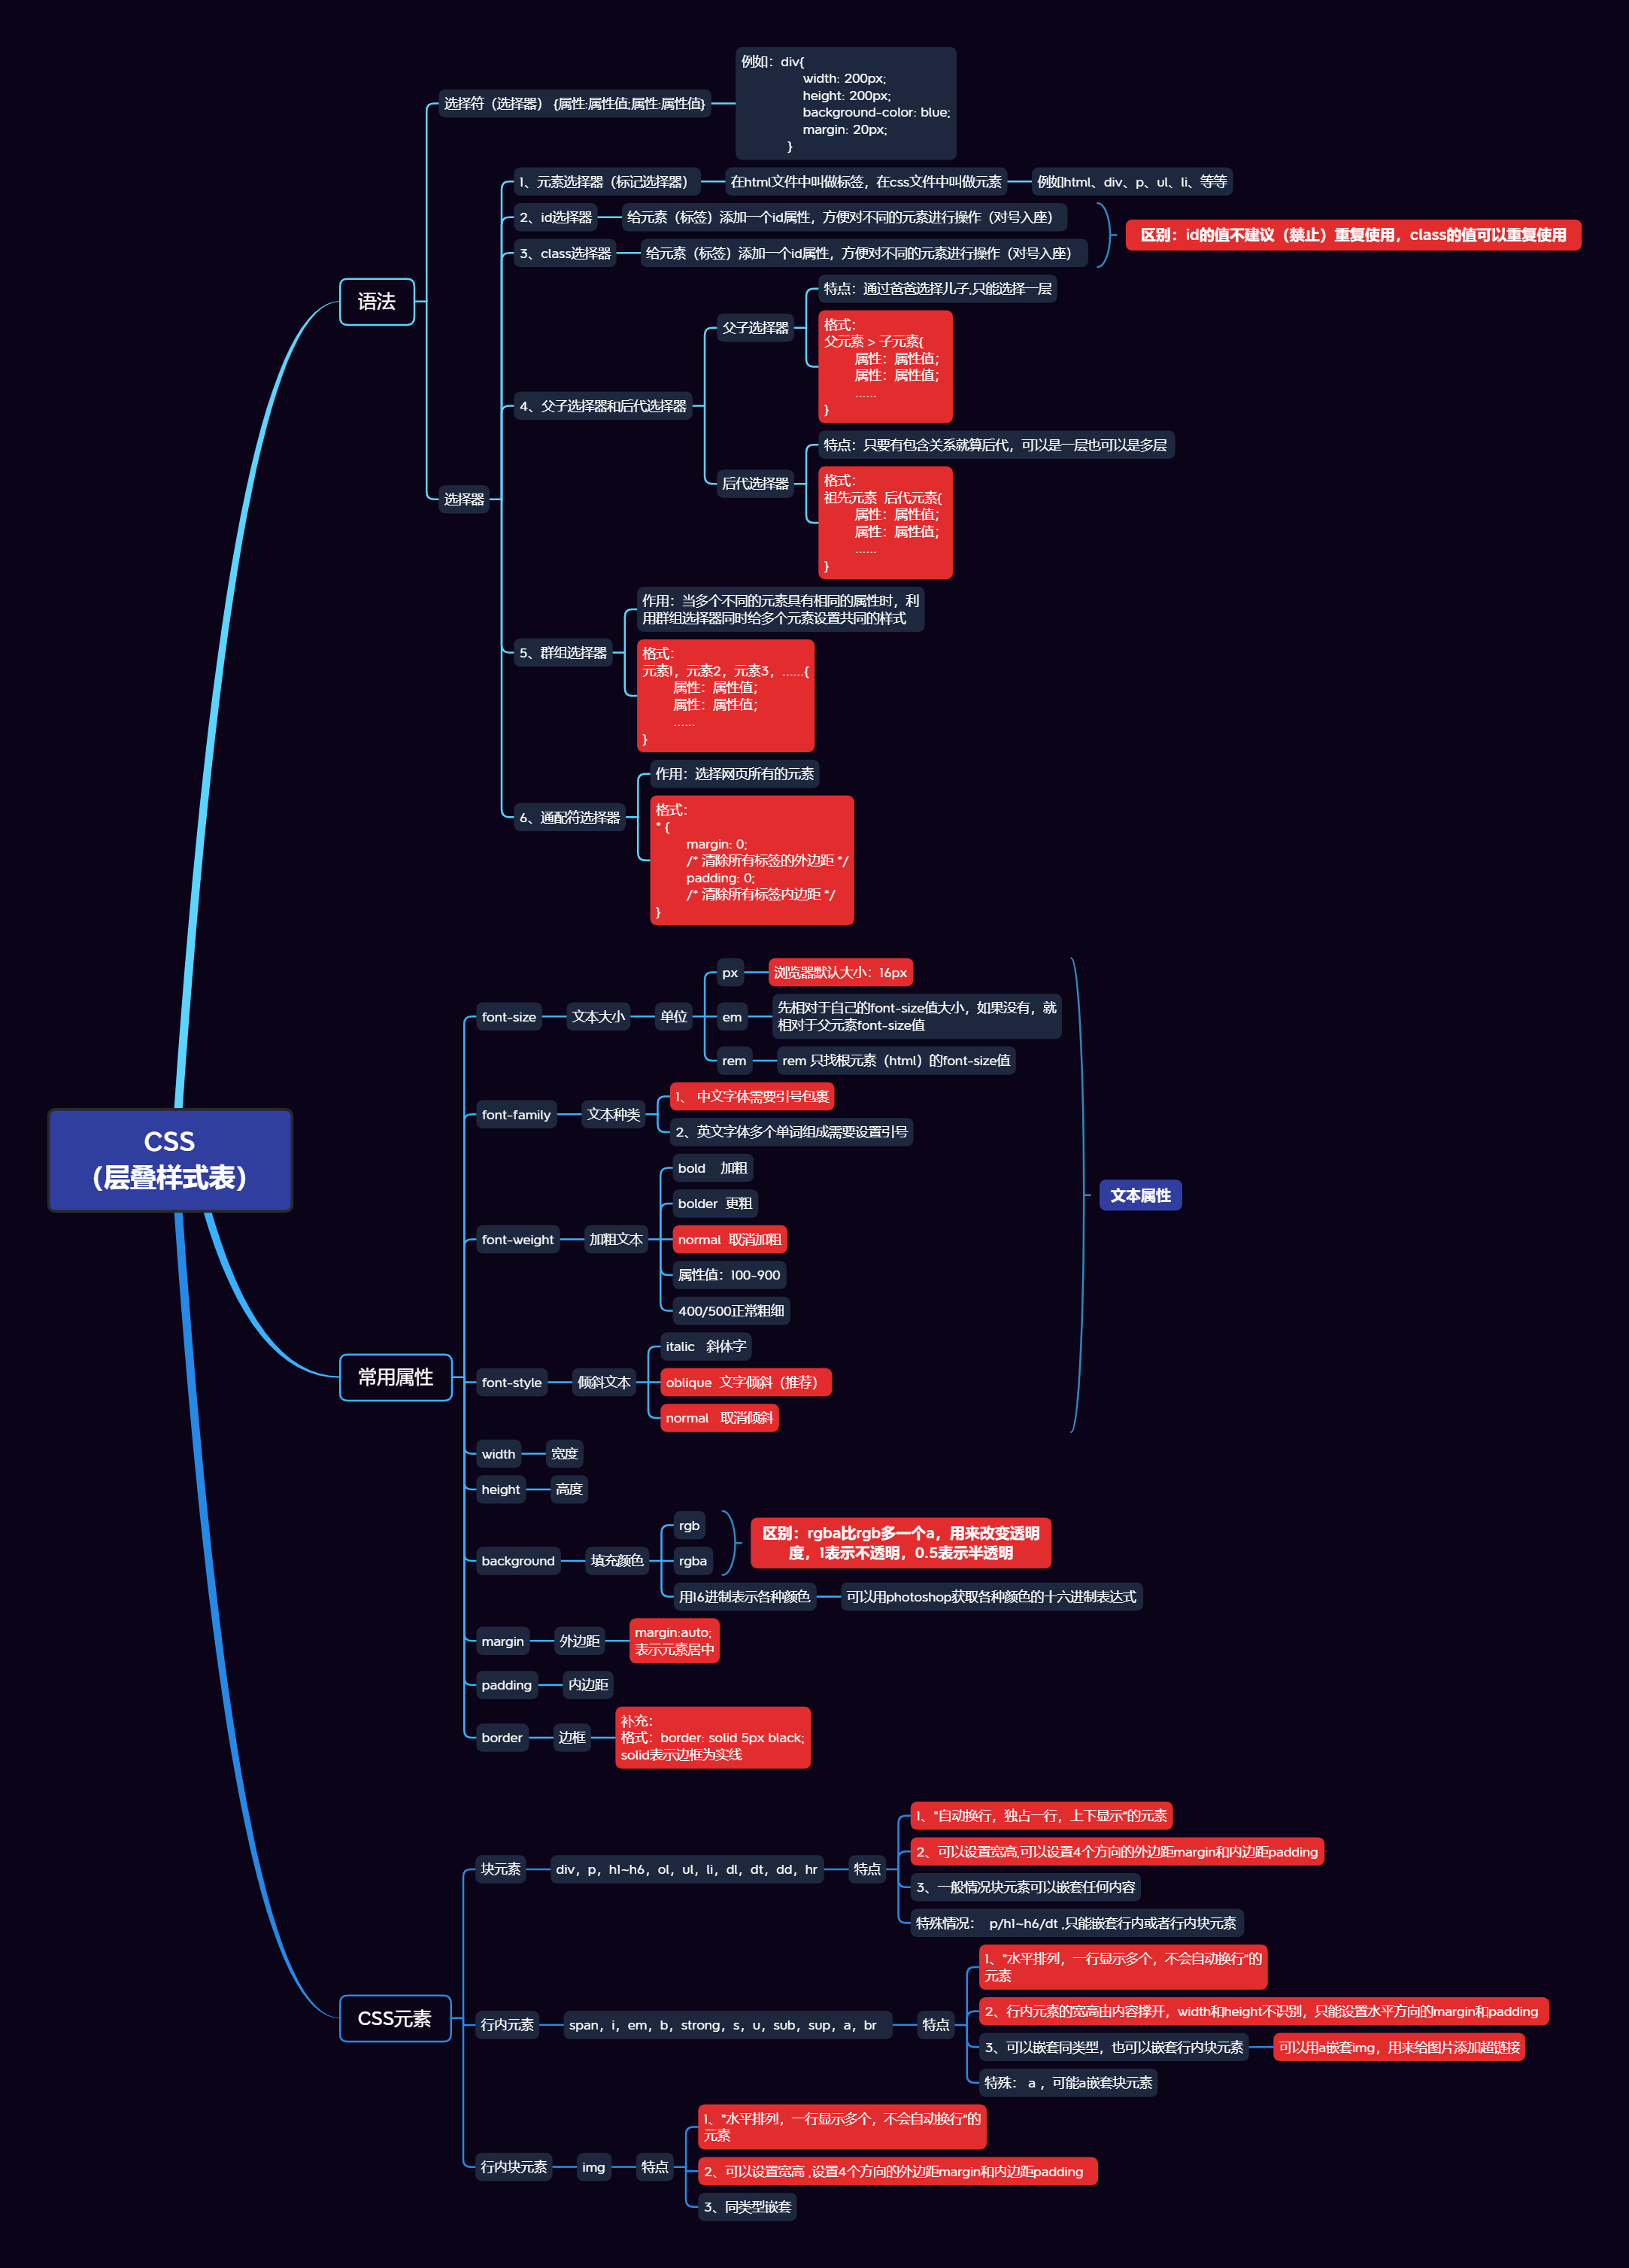 CSS
（层叠样式表）
语法
选择符（选择器） {属性:属性值;属性:属性值}
例如：div{
width: 200px;
height: 200px;
background-color: blue;
margin: 20px;
}
选择器
1、元素选择器（标记选择器）
在html文件中叫做标签，在css文件中叫做元素
例如html、div、p、ul、li、等等
2、id选择器
给元素（标签）添加一个id属性，方便对不同的元素进行操作（对号入座）
3、class选择器
给元素（标签）添加一个id属性，方便对不同的元素进行操作（对号入座）
区别：id的值不建议（禁止）重复使用，class的值可以重复使用
4、父子选择器和后代选择器
父子选择器
特点：通过爸爸选择儿子,只能选择一层
格式：
父元素 > 子元素{
属性：属性值；
属性：属性值；
......
}
后代选择器
特点：只要有包含关系就算后代，可以是一层也可以是多层
格式：
祖先元素 后代元素{
属性：属性值；
属性：属性值；
......
}
5、群组选择器
作用：当多个不同的元素具有相同的属性时，利
用群组选择器同时给多个元素设置共同的样式
格式：
元素1，元素2，元素3，......{
属性：属性值；
属性：属性值；
......
}
6、通配符选择器
作用：选择网页所有的元素
格式：
* {
margin: 0;
/* 清除所有标签的外边距 */
padding: 0;
/* 清除所有标签内边距 */
}
常用属性
font-size
文本大小
单位
px
浏览器默认大小：16px
em
先相对于自己的font-size值大小，如果没有，就
相对于父元素font-size值
rem
rem 只找根元素（html）的font-size值
font-family
文本种类
1、 中文字体需要引号包裹
2、英文字体多个单词组成需要设置引号
font-weight
加粗文本
bold 加粗
bolder 更粗
normal 取消加粗
属性值：100-900
400/500正常粗细
font-style
倾斜文本
italic 斜体字
oblique 文字倾斜（推荐）
normal 取消倾斜
文本属性
width
宽度
height
高度
background
填充颜色
rgb
rgba
区别：rgba比rgb多一个a，用来改变透明
度，1表示不透明，0.5表示半透明
用16进制表示各种颜色
可以用photoshop获取各种颜色的十六进制表达式
margin
外边距
margin:auto;
表示元素居中
padding
内边距
border
边框
补充：
格式：border: solid 5px black;
solid表示边框为实线
CSS元素
块元素
div，p，h1~h6，ol，ul，li，dl，dt，dd，hr
特点
1、"自动换行，独占一行，上下显示"的元素
2、可以设置宽高,可以设置4个方向的外边距margin和内边距padding
3、一般情况块元素可以嵌套任何内容
特殊情况： p/h1~h6/dt ,只能嵌套行内或者行内块元素
行内元素
span，i，em，b，strong，s，u，sub，sup，a，br
特点
1、"水平排列，一行显示多个，不会自动换行"的
元素
2、行内元素的宽高由内容撑开，width和height不识别，只能设置水平方向的margin和padding
3、可以嵌套同类型，也可以嵌套行内块元素
可以用a嵌套img，用来给图片添加超链接
特殊： a ，可能a嵌套块元素
行内块元素
img
特点
1、"水平排列，一行显示多个，不会自动换行"的
元素
2、可以设置宽高 ,设置4个方向的外边距margin和内边距padding
3、同类型嵌套